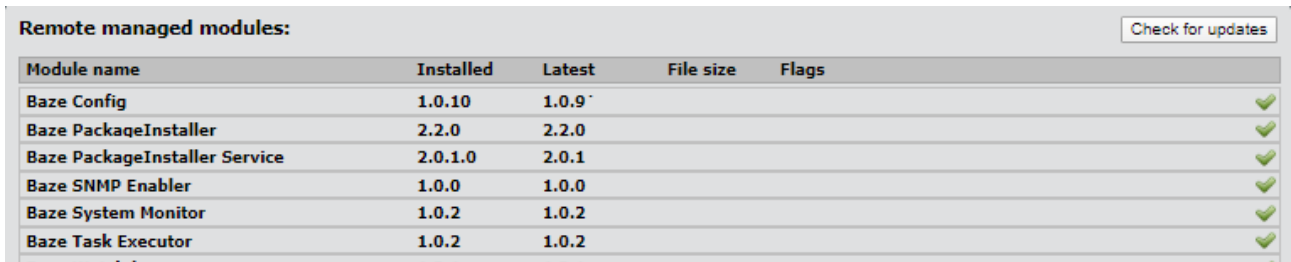 Remote managed modules: Check for updates
Module name Installed Latest File size Flags
Baze Config 1.0.10 1.0.9
Baze PackageInstaller 2.2.0 2.2.0
Baze PackageInstaller Service 2.0.1.0 2.0.1
Baze SNMP Enabler 1.0.0 1.0.0
Baze System Monitor 1.0.2 1.0.2
Baze Task Executor 1.0.2 1.0.2